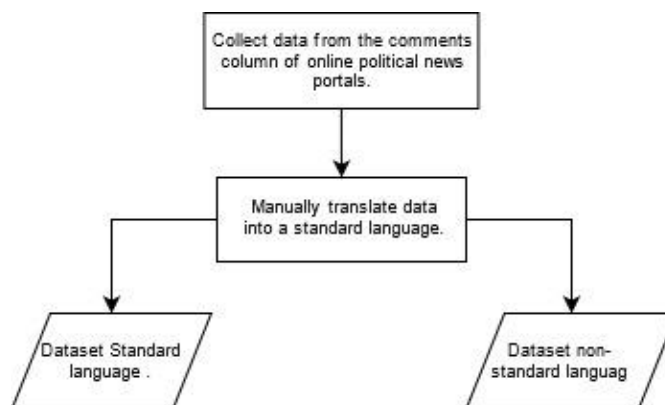 Collect data from the comments
column of online political news
portals.
Manually translate data
into a standard language.
Dataset Standard
language .
Dataset non-
standard languag